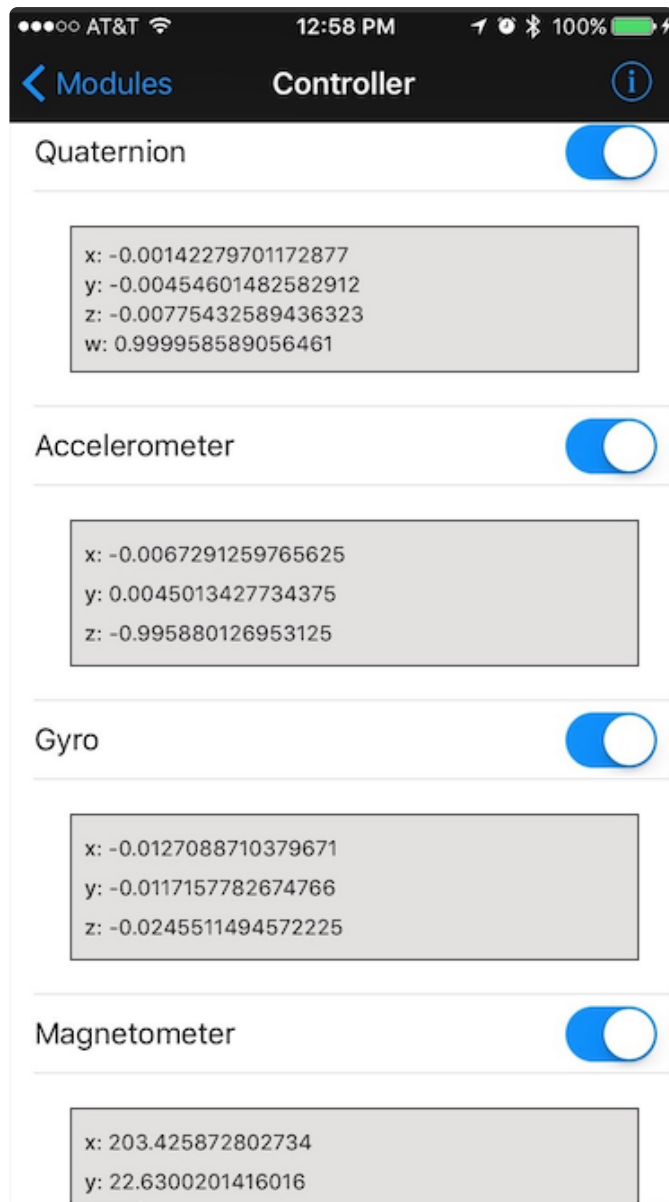 AT&T 12:58 PM 100%
Modules Controller i
Quaternion
x: -0.00142279701172877
y: -0.00454601482582912
z: -0.00775432589436323
w: 0.999958589056461
Accelerometer
x: -0.0067291259765625
y: 0.0045013427734375
z: -0.995880126953125
Gyro
x: -0.0127088710379671
y: -0.0117157782674766
z: -0.0245511494572225
Magnetometer
x: 203.425872802734
y: 22.6300201416016